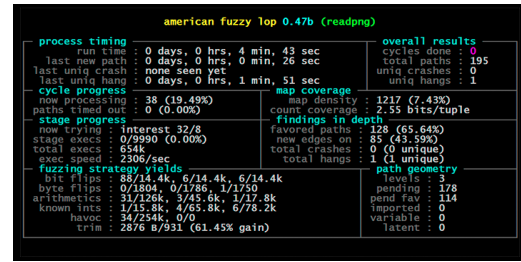 american fuzzy lop 0.47b (readpng)
process timing overall results
run time : 0 days, 0 hrs, 4 min, 43 sec cycles done : 0
last new path : 0 days, 0 hrs, 0 min, 26 sec total paths : 195
last uniq crash : none seen yet uniq crashes : 0
last uniq hang : 0 days, 0 hrs, 1 min, 51 sec uniq hangs : 1
cycle progress map coverage
now processing : 38 (19.49%) map density : 1217 (7.43%)
paths timed out : 0 (0.00%) count coverage : 2.55 bits/tuple
stage progress findings in depth
now trying : interest 32/8 favored paths : 128 (65.64%)
stage execs : 0/9990 (0.00%) new edges on : 85 (43.59%)
total execs : 654k total crashes : 0 (0 unique)
exec speed : 2306/sec total hangs : 1 (1 unique)
fuzzing strategy yields path geometry
bit flips : 88/14.4k, 6/14.4k, 6/14.4k levels : 3
byte flips : 0/1804, 0/1786, 1/1750 pending : 178
arithmetics : 31/126k, 3/45.6k, 1/17.8k pend fav : 114
known ints : 1/15.8k, 4/65.8k, 6/78.2k imported : 0
havoc : 34/254k, 0/0 variable : 0
trim : 2876 B/931 (61.45% gain) latent : 0